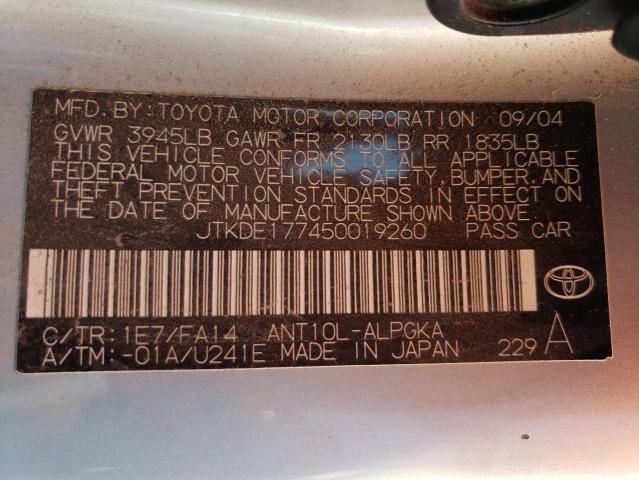 MFD. BY: TOYOTA MOTOR CORPORATION 09/04
GVWR 3945LB GAWR FR 2130LB RR 1835LB
THIS VEHICLE CONFORMS TO ALL APPLICABLE
FEDERAL MOTOR VEHICLE SAFETY, BUMPER, AND
THEFT PREVENTION STANDARDS IN EFFECT ON
THE DATE OF MANUFACTURE SHOWN ABOVE.
JTKDE177450019260 PASS CAR
C/TR: 1E7/FA14 ANT10L-ALPGKA
A/TM: -01A/U241E MADE IN JAPAN 229 A